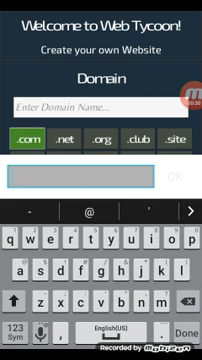 Welcome to Web Tycoon!
Create your own Website
Domain
Enter Domain Name...
.com .net .org .club .site
OK
- @ '
q w e r t y u i o p
a s d f g h j k l
z x c v b n m
123
Sym , English(US) . Done
Recorded by Mobizen